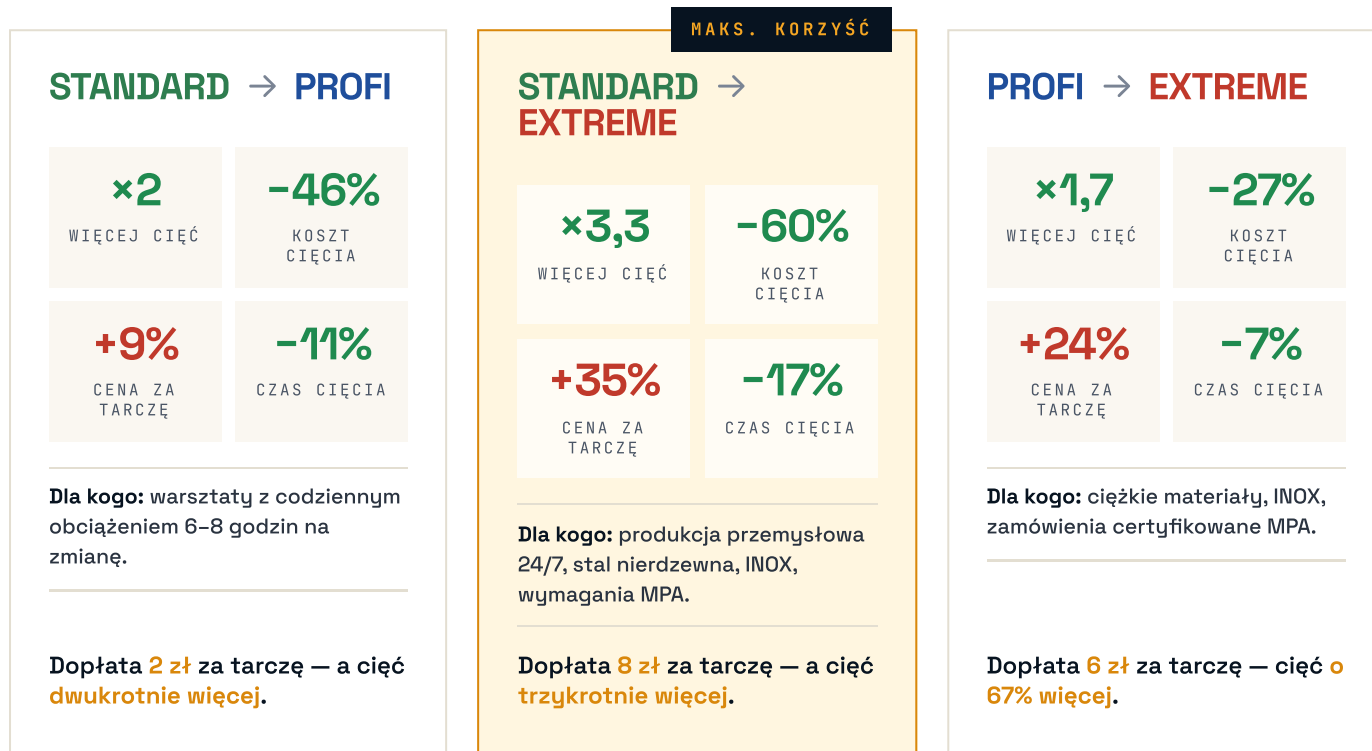 STANDARD → PROFI
×2
WIĘCEJ CIĘĆ
−46%
KOSZT
CIĘCIA
+9%
CENA ZA
TARCZĘ
−11%
CZAS CIĘCIA
Dla kogo: warsztaty z codziennym
obciążeniem 6–8 godzin na
zmianę.
Dopłata 2 zł za tarczę — a cięć
dwukrotnie więcej.
MAKS. KORZYŚĆ
STANDARD →
EXTREME
×3,3
WIĘCEJ CIĘĆ
−60%
KOSZT
CIĘCIA
+35%
CENA ZA
TARCZĘ
−17%
CZAS CIĘCIA
Dla kogo: produkcja przemysłowa
24/7, stal nierdzewna, INOX,
wymagania MPA.
Dopłata 8 zł za tarczę — a cięć
trzykrotnie więcej.
PROFI → EXTREME
×1,7
WIĘCEJ CIĘĆ
−27%
KOSZT
CIĘCIA
+24%
CENA ZA
TARCZĘ
−7%
CZAS CIĘCIA
Dla kogo: ciężkie materiały, INOX,
zamówienia certyfikowane MPA.
Dopłata 6 zł za tarczę — cięć o
67% więcej.